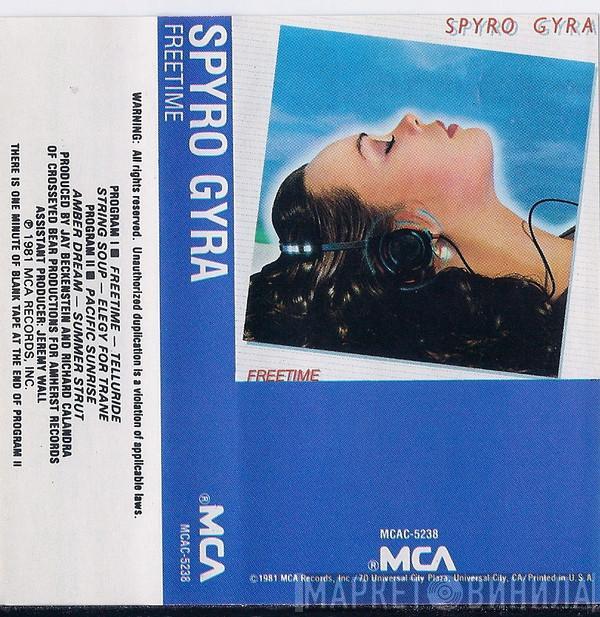 SPYRO GYRA
FREETIME
MCAC-5238
®MCA
©1981 MCA Records, Inc./70 Universal City Plaza, Universal City, CA/Printed in U.S.A.
SPYRO GYRA
FREETIME
®MCA
MCAC-5238
WARNING: All rights reserved. Unauthorized duplication is a violation of applicable laws.
PROGRAM I ■ FREETIME — TELLURIDE
STRING SOUP — ELEGY FOR TRANE
PROGRAM II ■ PACIFIC SUNRISE
AMBER DREAM — SUMMER STRUT
PRODUCED BY JAY BECKENSTEIN AND RICHARD CALANDRA
OF CROSSEYED BEAR PRODUCTIONS FOR AMHERST RECORDS
ASSISTANT PRODUCER: JEREMY WALL
℗ 1981 MCA RECORDS, INC.
THERE IS ONE MINUTE OF BLANK TAPE AT THE END OF PROGRAM II
МАРКЕТ ВИНИЛА